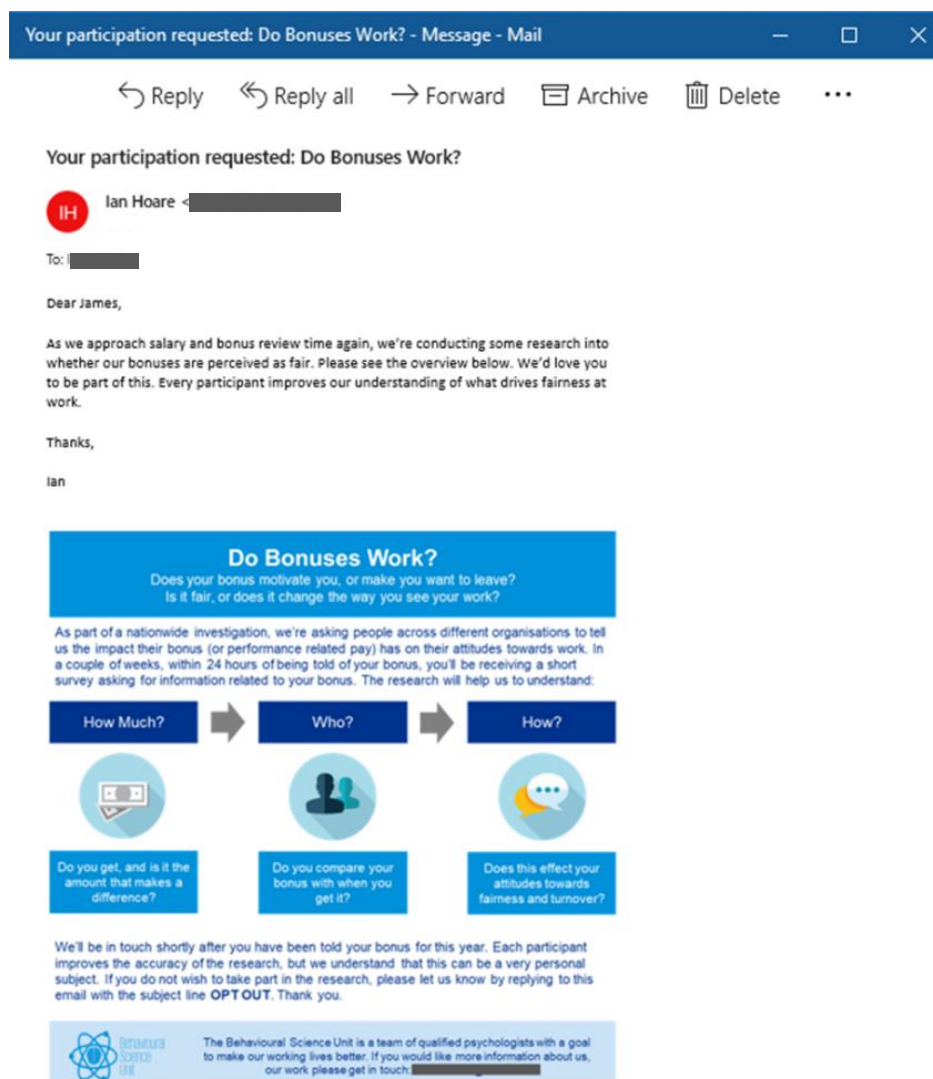 Your participation requested: Do Bonuses Work? - Message - Mail
Reply Reply all Forward Archive Delete
Your participation requested: Do Bonuses Work?
IH
Ian Hoare <
To:
Dear James,
As we approach salary and bonus review time again, we're conducting some research into
whether our bonuses are perceived as fair. Please see the overview below. We'd love you
to be part of this. Every participant improves our understanding of what drives fairness at
work.
Thanks,
Ian
Do Bonuses Work?
Does your bonus motivate you, or make you want to leave?
Is it fair, or does it change the way you see your work?
As part of a nationwide investigation, we're asking people across different organisations to tell
us the impact their bonus (or performance related pay) has on their attitudes towards work. In
a couple of weeks, within 24 hours of being told of your bonus, you'll be receiving a short
survey asking for information related to your bonus. The research will help us to understand:
How Much?
Who?
How?
Do you get, and is it the
amount that makes a
difference?
Do you compare your
bonus with when you
get it?
Does this effect your
attitudes towards
fairness and turnover?
We'll be in touch shortly after you have been told your bonus for this year. Each participant
improves the accuracy of the research, but we understand that this can be a very personal
subject. If you do not wish to take part in the research, please let us know by replying to this
email with the subject line OPT OUT. Thank you.
Behavioural
Science
Unit
The Behavioural Science Unit is a team of qualified psychologists with a goal
to make our working lives better. If you would like more information about us,
our work please get in touch: